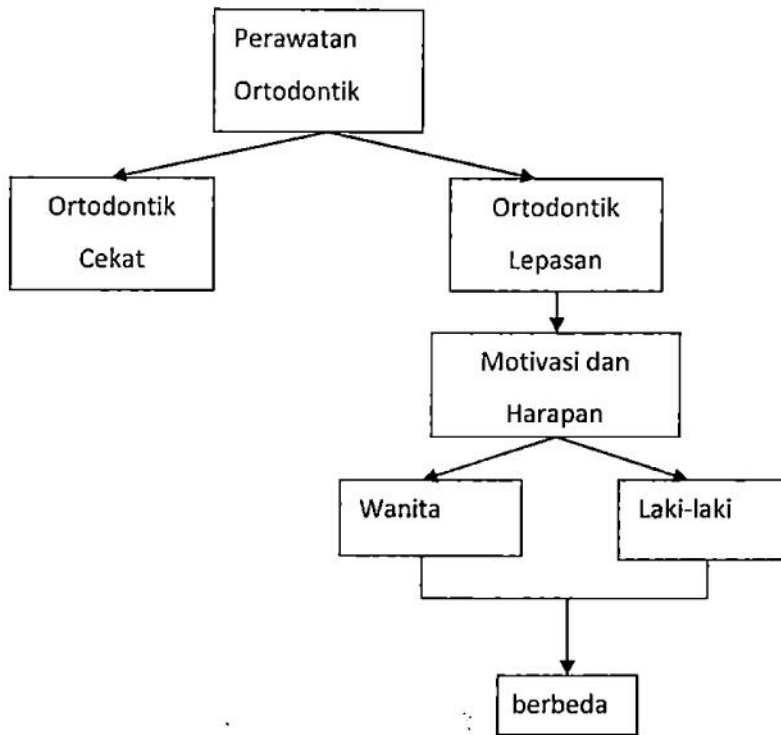 Perawatan
Ortodontik
Ortodontik
Cekat
Ortodontik
Lepasan
Motivasi dan
Harapan
Wanita
Laki-laki
berbeda